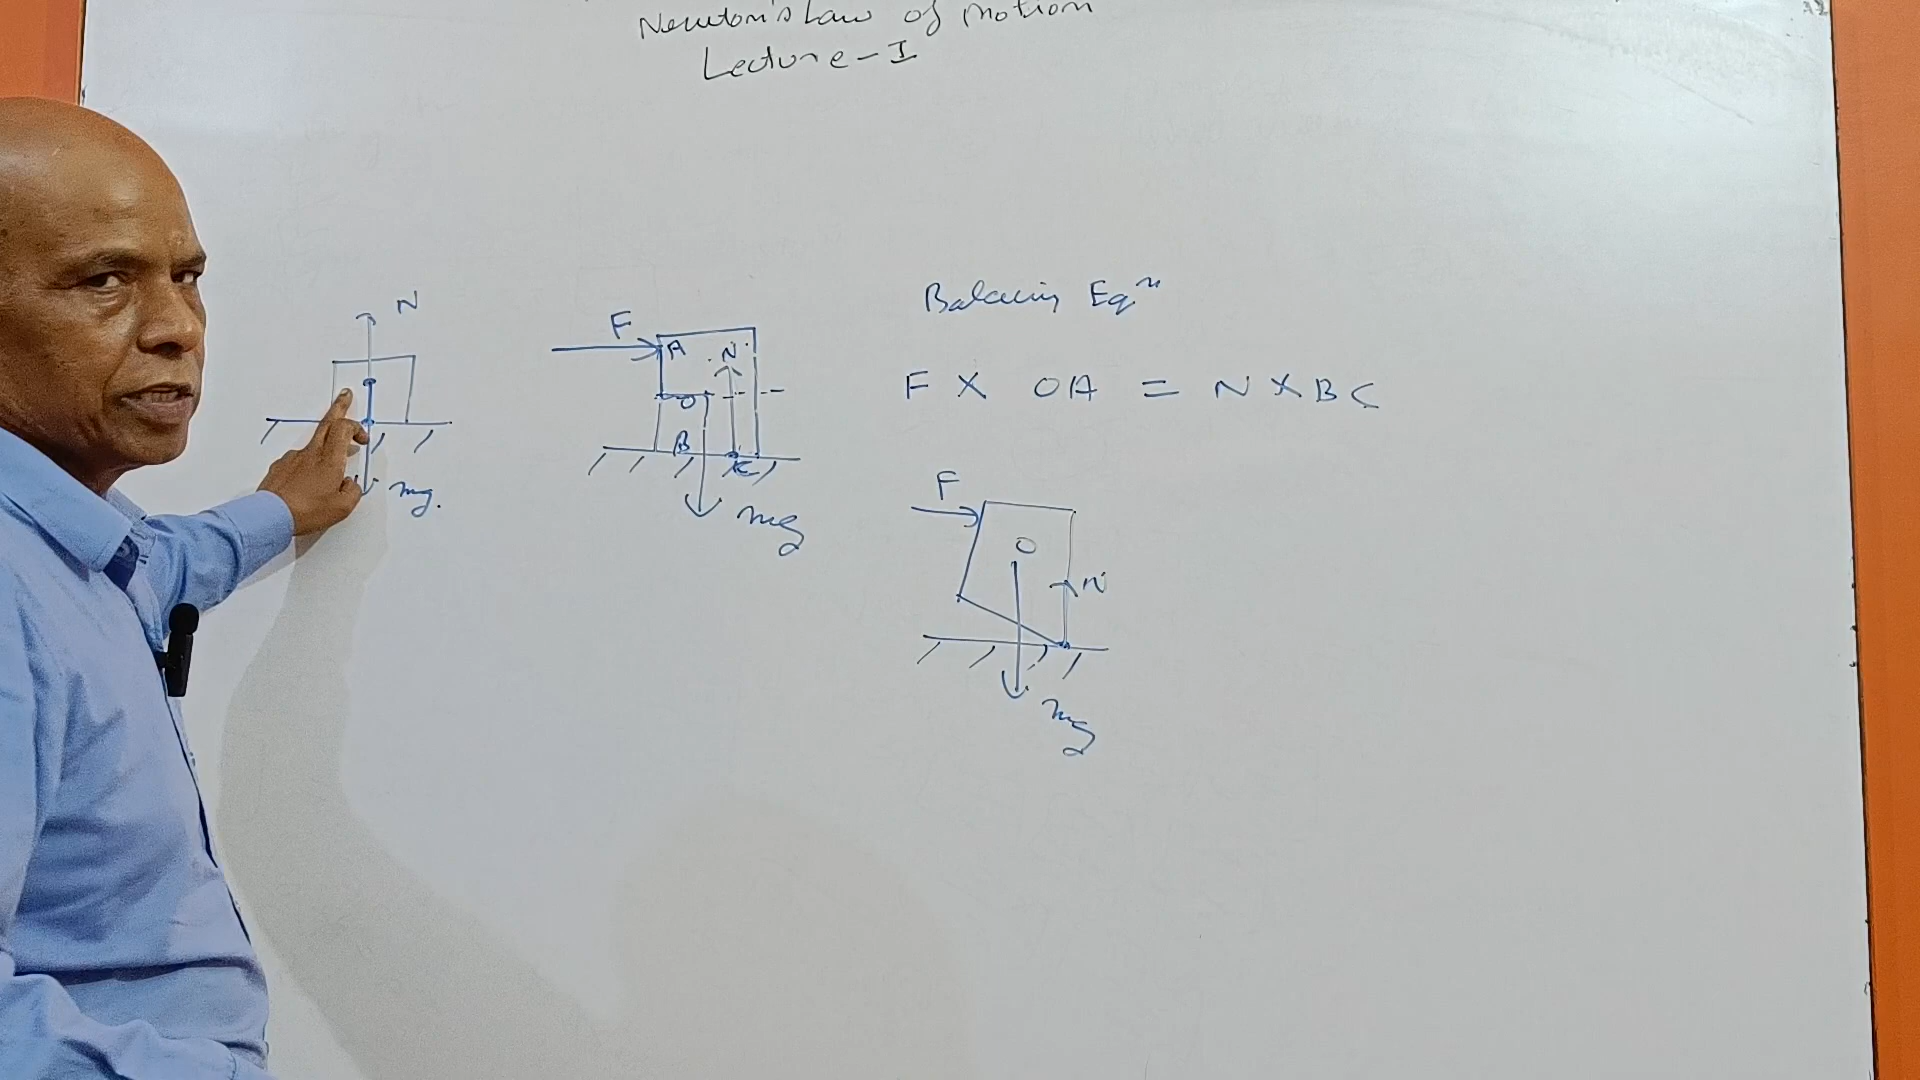 Newton's Law of Motion
Lecture - I
N
mg.
F
A
N
O
B
C
mg
Balancing Eqⁿ
F X OA = N X BC
F
O
N
mg